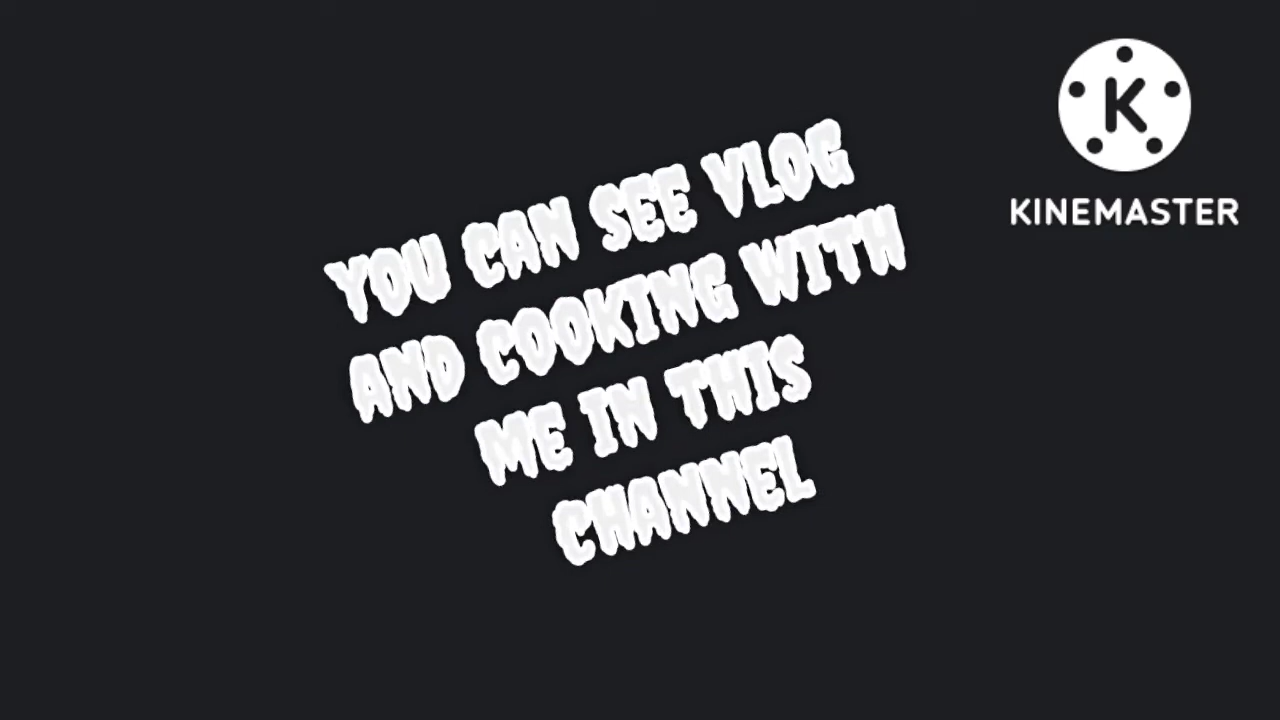 YOU CAN SEE VLOG
AND COOKING WITH
ME IN THIS
CHANNEL
K
KINEMASTER